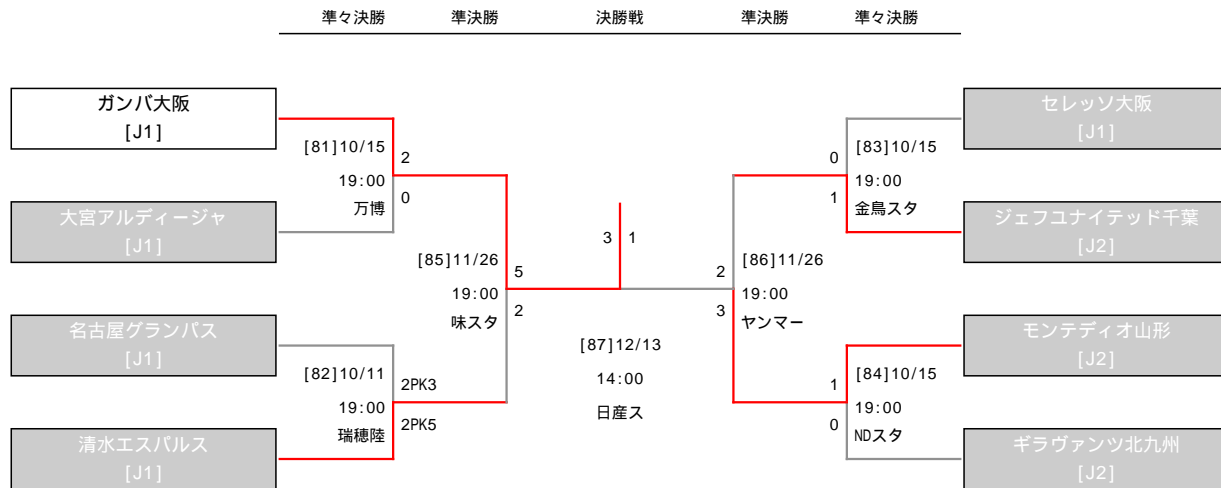 準々決勝
準決勝
決勝戦
準決勝
準々決勝
ガンバ大阪
[J1]
[81]10/15
19:00
万博
2
0
大宮アルディージャ
[J1]
[85]11/26
19:00
味スタ
5
2
名古屋グランパス
[J1]
[82]10/11
19:00
瑞穂陸
2PK3
2PK5
清水エスパルス
[J1]
3
1
[87]12/13
14:00
日産ス
セレッソ大阪
[J1]
0
1
[83]10/15
19:00
金鳥スタ
ジェフユナイテッド千葉
[J2]
2
3
[86]11/26
19:00
ヤンマー
モンテディオ山形
[J2]
1
0
[84]10/15
19:00
NDスタ
ギラヴァンツ北九州
[J2]